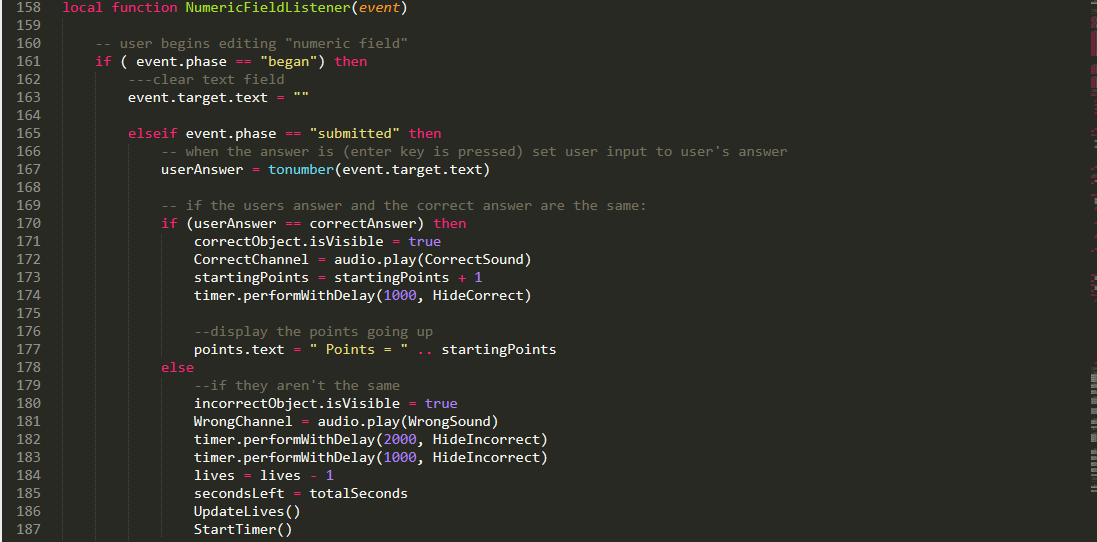 158 local function NumericFieldListener(event)
159
160 -- user begins editing "numeric field"
161 if ( event.phase == "began") then
162 ---clear text field
163 event.target.text = ""
164
165 elseif event.phase == "submitted" then
166 -- when the answer is (enter key is pressed) set user input to user's answer
167 userAnswer = tonumber(event.target.text)
168
169 -- if the users answer and the correct answer are the same:
170 if (userAnswer == correctAnswer) then
171 correctObject.isVisible = true
172 CorrectChannel = audio.play(CorrectSound)
173 startingPoints = startingPoints + 1
174 timer.performWithDelay(1000, HideCorrect)
175
176 --display the points going up
177 points.text = " Points = " .. startingPoints
178 else
179 --if they aren't the same
180 incorrectObject.isVisible = true
181 WrongChannel = audio.play(WrongSound)
182 timer.performWithDelay(2000, HideIncorrect)
183 timer.performWithDelay(1000, HideIncorrect)
184 lives = lives - 1
185 secondsLeft = totalSeconds
186 UpdateLives()
187 StartTimer()